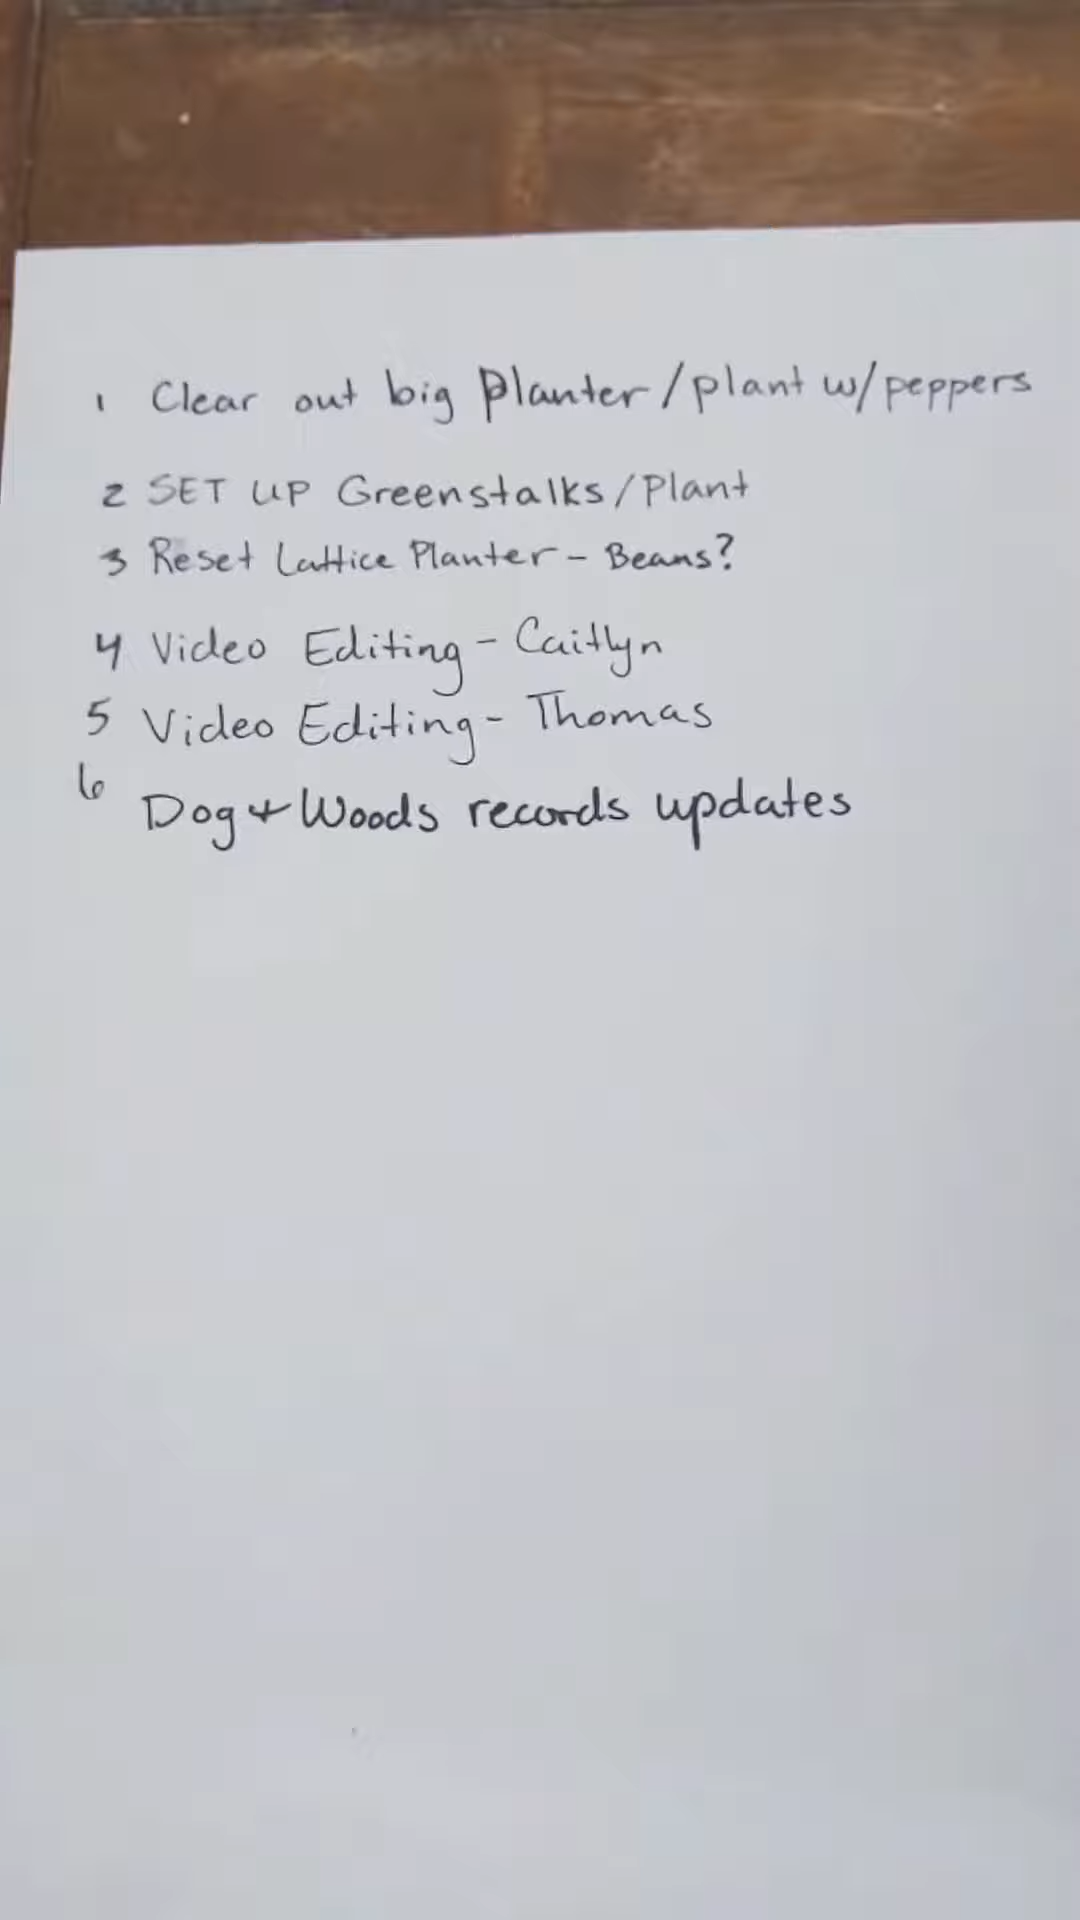 1 Clear out big Planter/plant w/peppers
2 SET UP Greenstalks/Plant
3 Reset Lattice Planter - Beans?
4 Video Editing - Caitlyn
5 Video Editing - Thomas
6 Dog + Woods records updates